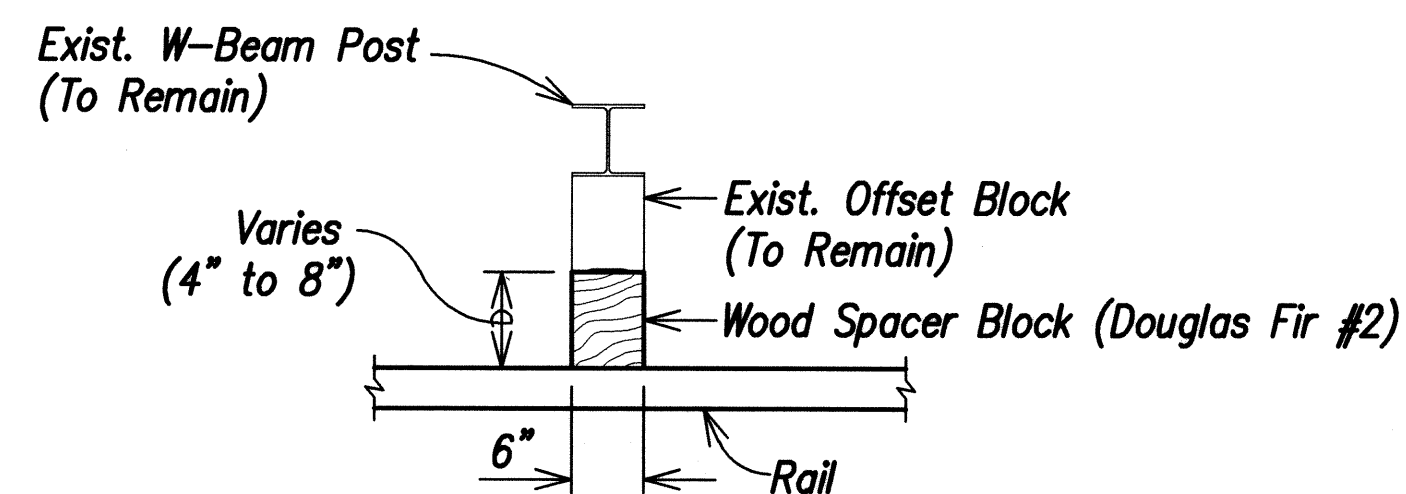 Exist. W-Beam Post
(To Remain)
Exist. Offset Block
(To Remain)
Varies
(4" to 8")
Wood Spacer Block (Douglas Fir #2)
6"
Rail